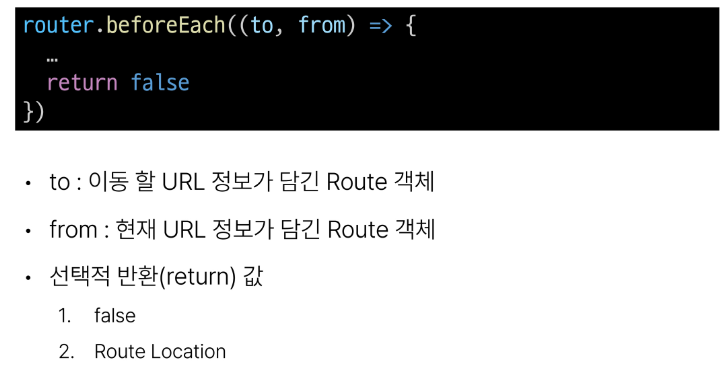 router.beforeEach((to, from) => {
  …
  return false
})
• to : 이동 할 URL 정보가 담긴 Route 객체
• from : 현재 URL 정보가 담긴 Route 객체
• 선택적 반환(return) 값
1. false
2. Route Location